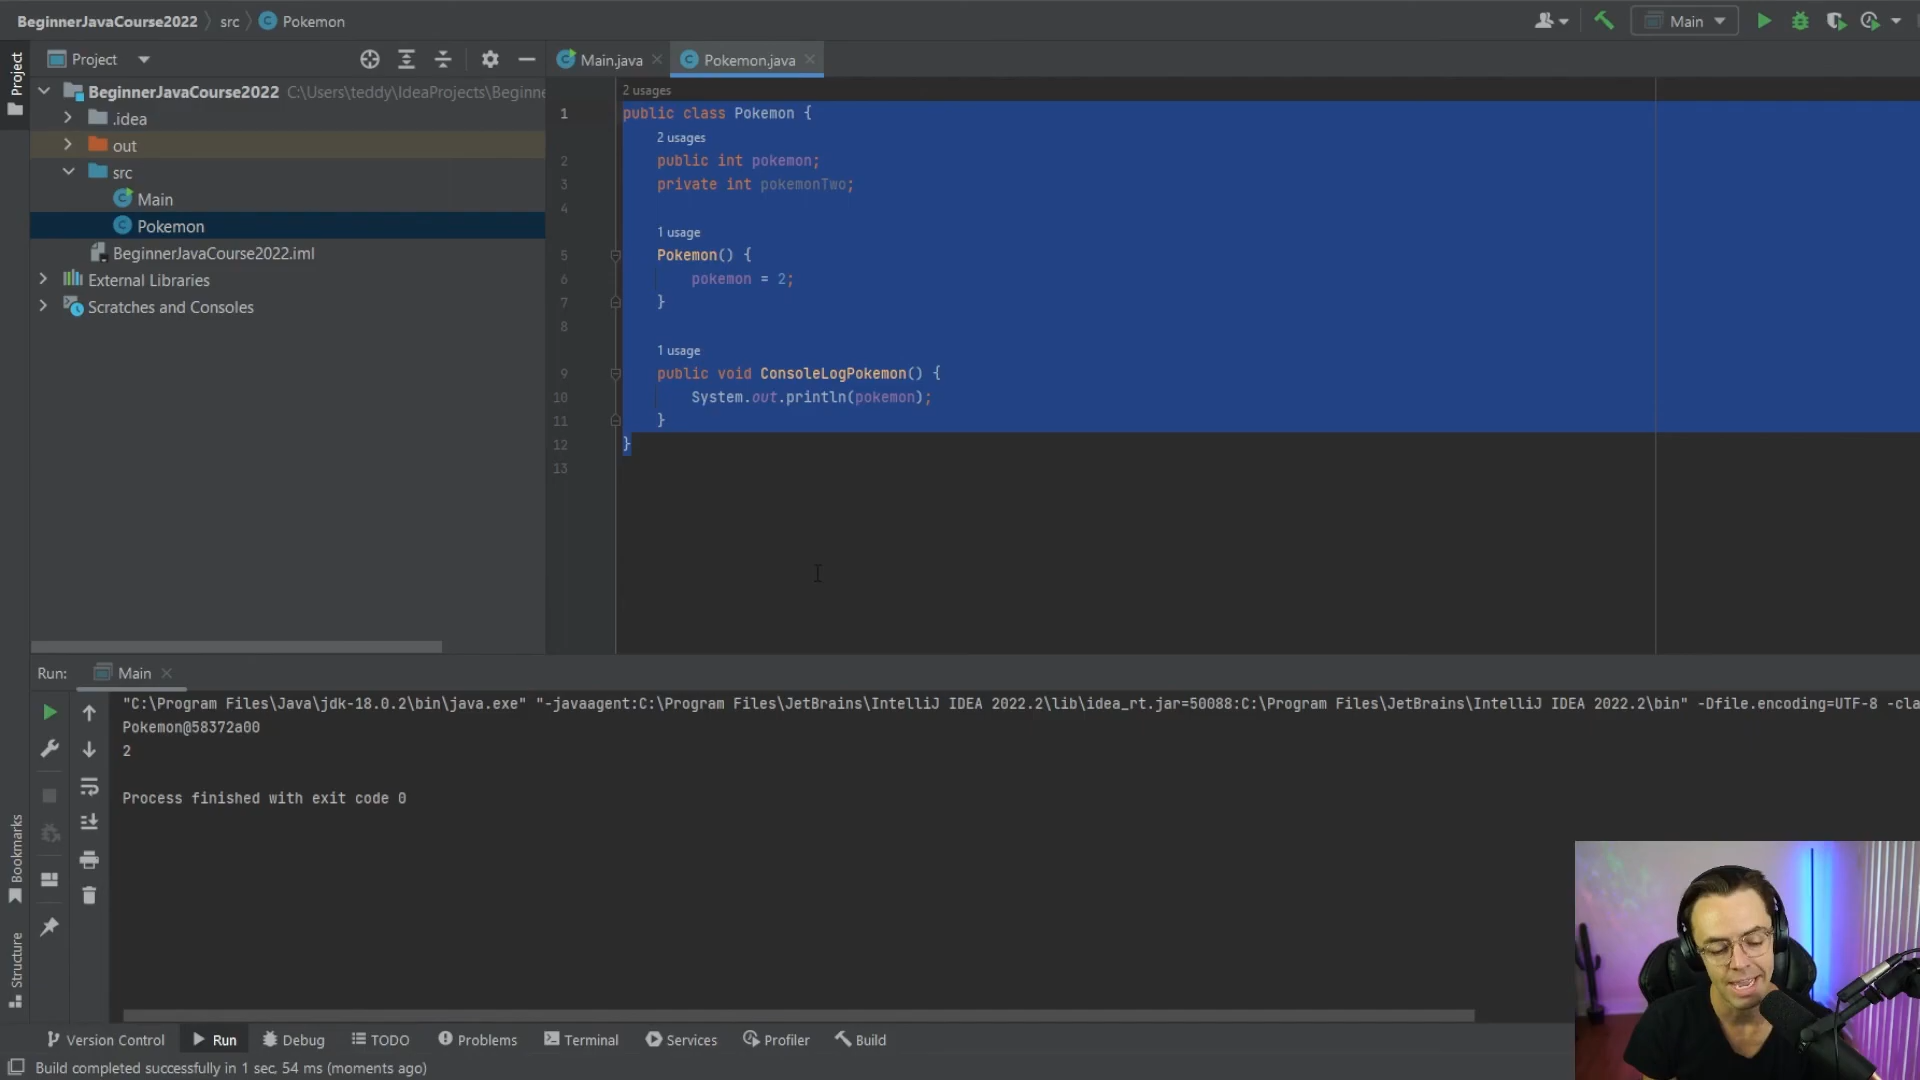 BeginnerJavaCourse2022 src Pokemon Main
Project Project Main.java Pokemon.java
BeginnerJavaCourse2022 C:\Users\teddy\IdeaProjects\Beginne
.idea
out
src
Main
Pokemon
BeginnerJavaCourse2022.iml
External Libraries
Scratches and Consoles
2 usages
1 public class Pokemon {
2 usages
2 public int pokemon;
3 private int pokemonTwo;
4
1 usage
5 Pokemon() {
6 pokemon = 2;
7 }
8
1 usage
9 public void ConsoleLogPokemon() {
10 System.out.println(pokemon);
11 }
12 }
13
Run: Main
"C:\Program Files\Java\jdk-18.0.2\bin\java.exe" "-javaagent:C:\Program Files\JetBrains\IntelliJ IDEA 2022.2\lib\idea_rt.jar=50088:C:\Program Files\JetBrains\IntelliJ IDEA 2022.2\bin" -Dfile.encoding=UTF-8 -cla
Pokemon@58372a00
2
Process finished with exit code 0
Bookmarks
Structure
Version Control Run Debug TODO Problems Terminal Services Profiler Build
Build completed successfully in 1 sec, 54 ms (moments ago)